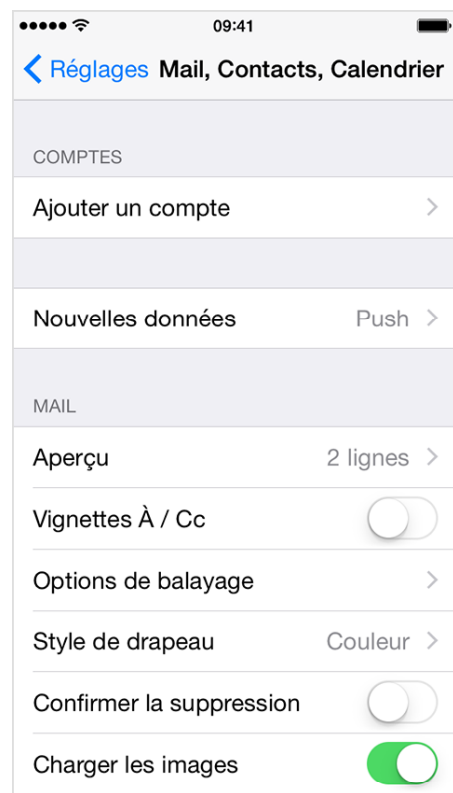 09:41
Réglages Mail, Contacts, Calendrier
COMPTES
Ajouter un compte
Nouvelles données Push
MAIL
Aperçu 2 lignes
Vignettes À / Cc
Options de balayage
Style de drapeau Couleur
Confirmer la suppression
Charger les images